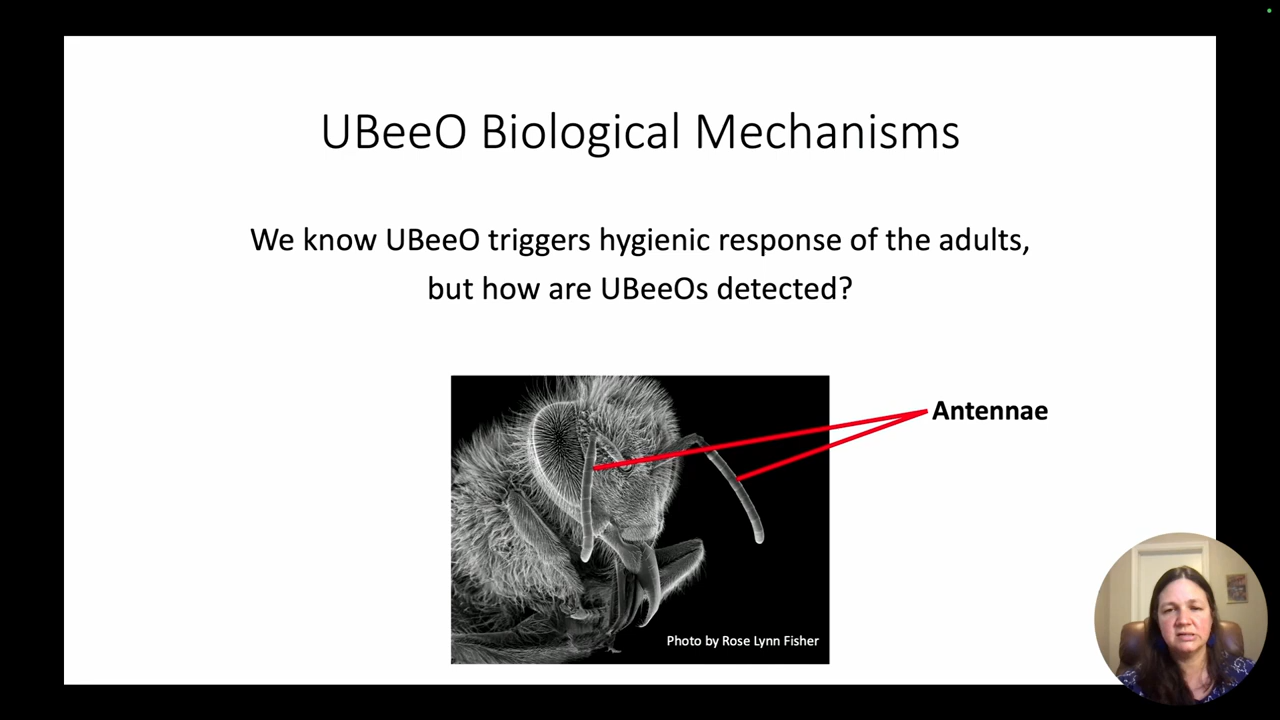 UBeeO Biological Mechanisms
We know UBeeO triggers hygienic response of the adults,
but how are UBeeOs detected?
Antennae
Photo by Rose Lynn Fisher